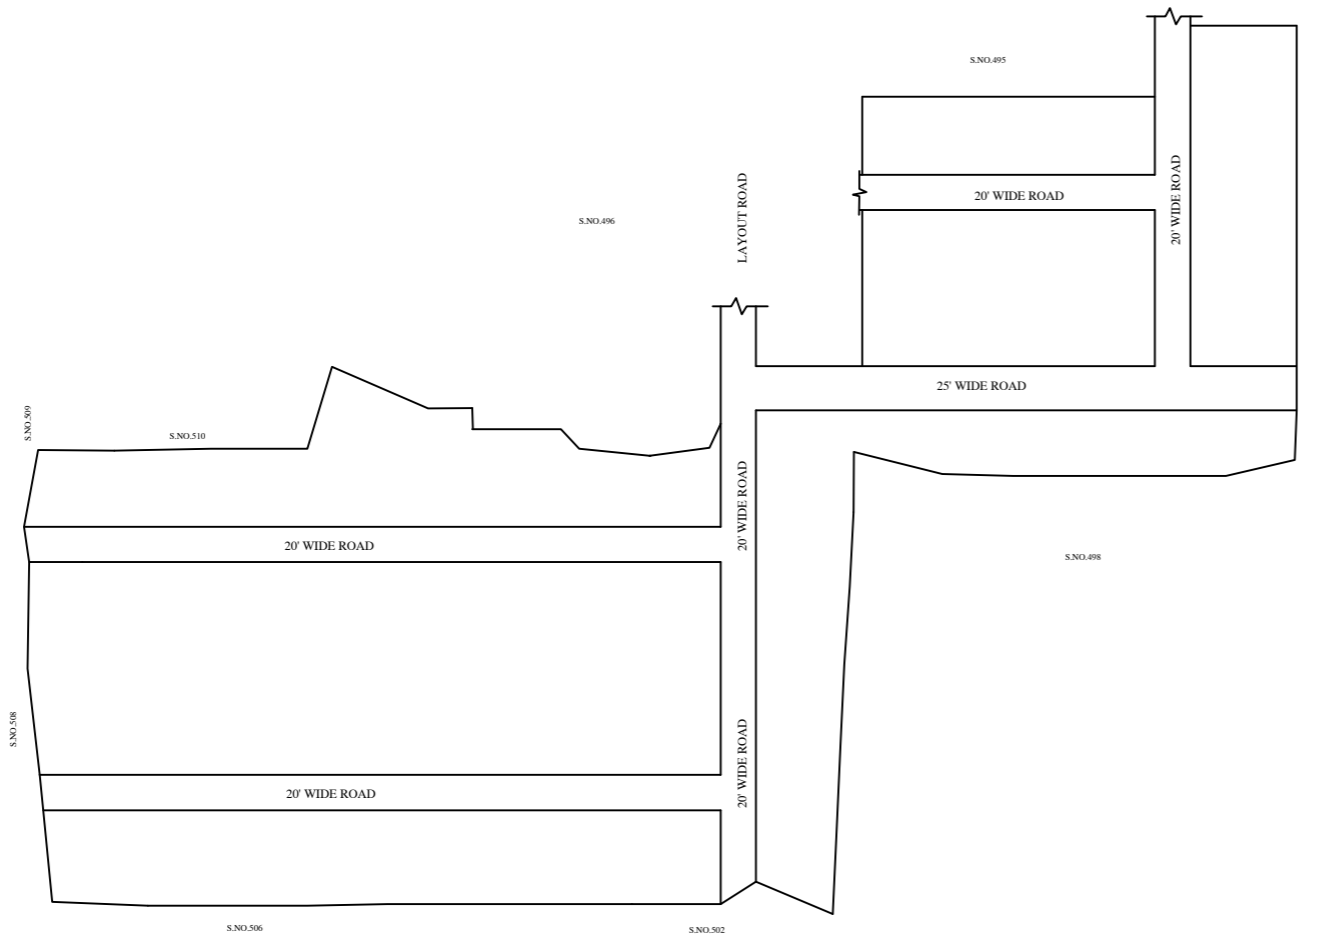 S.NO.495
20' WIDE ROAD
20' WIDE ROAD
LAYOUT ROAD
S.NO.496
25' WIDE ROAD
S.NO.509
S.NO.510
20' WIDE ROAD
20' WIDE ROAD
S.NO.498
S.NO.508
20' WIDE ROAD
20' WIDE ROAD
S.NO.506
S.NO.502